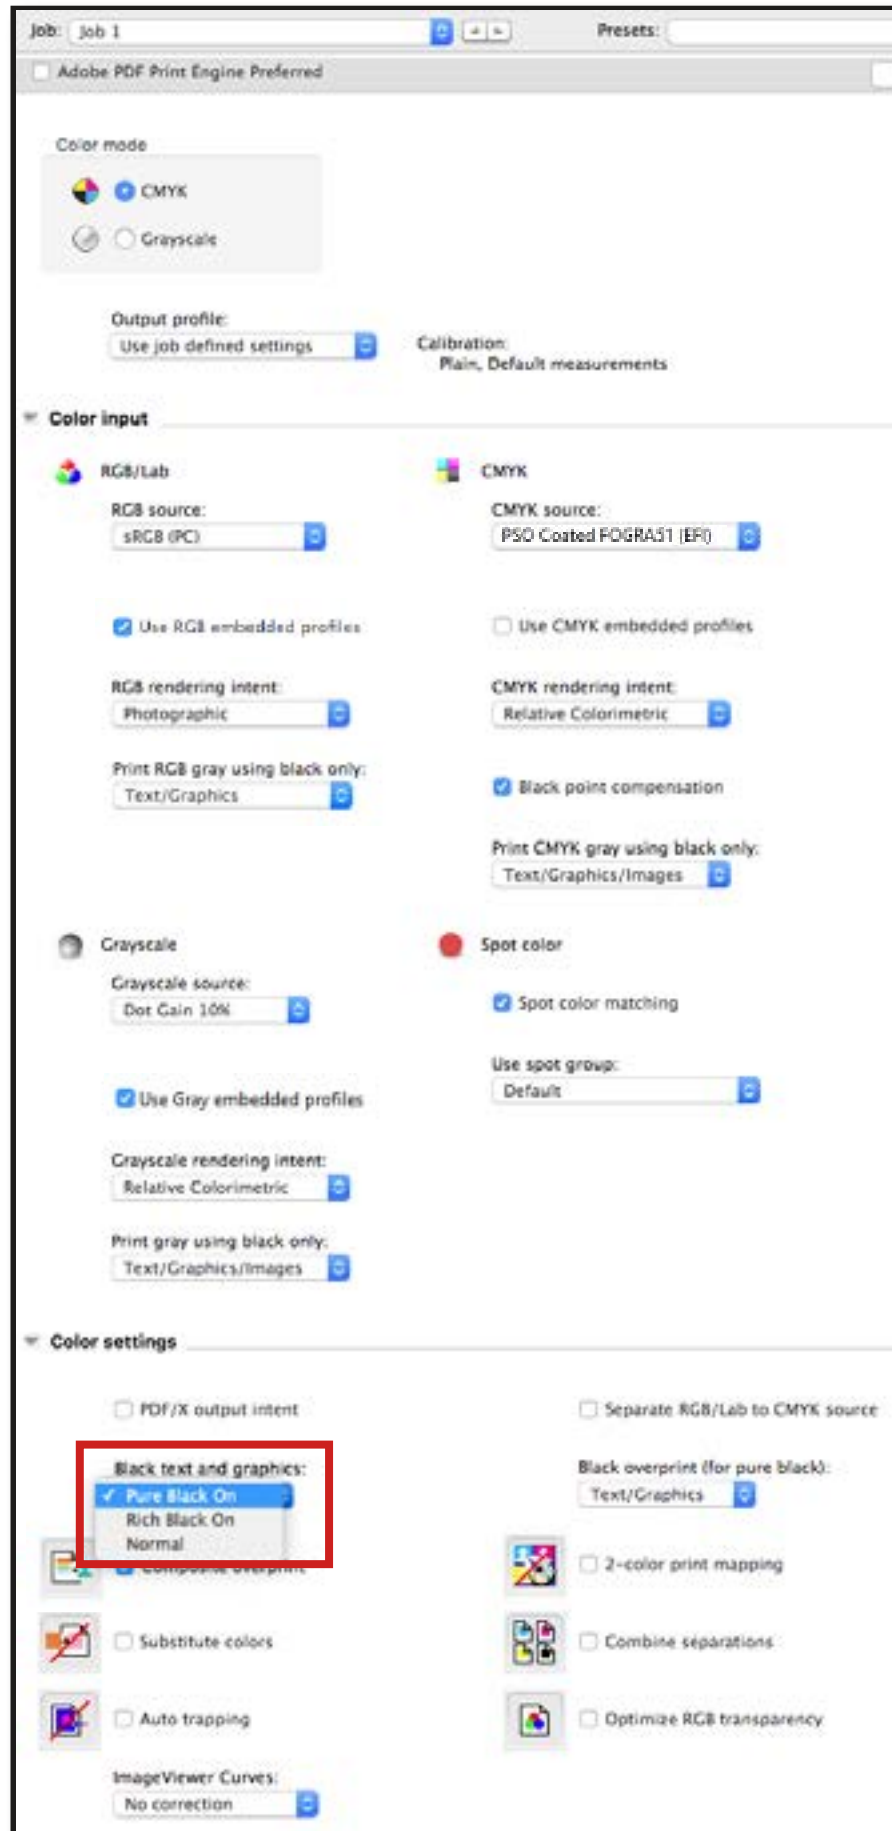 Job: Job 1 Presets:
Adobe PDF Print Engine Preferred
Color mode
CMYK
Grayscale
Output profile:
Use job defined settings
Calibration:
Plain, Default measurements
Color input
RGB/Lab
RGB source:
sRGB (PC)
Use RGB embedded profiles
RGB rendering intent:
Photographic
Print RGB gray using black only:
Text/Graphics
CMYK
CMYK source:
PSO Coated FOGRA51 (EFI)
Use CMYK embedded profiles
CMYK rendering intent:
Relative Colorimetric
Black point compensation
Print CMYK gray using black only:
Text/Graphics/Images
Grayscale
Grayscale source:
Dot Gain 10%
Use Gray embedded profiles
Grayscale rendering intent:
Relative Colorimetric
Print gray using black only:
Text/Graphics/Images
Spot color
Spot color matching
Use spot group:
Default
Color settings
PDF/X output intent
Separate RGB/Lab to CMYK source
Black text and graphics:
Pure Black On
Rich Black On
Normal
Black overprint (for pure black):
Text/Graphics
Composite overprint
2-color print mapping
Substitute colors
Combine separations
Auto trapping
Optimize RGB transparency
ImageViewer Curves:
No correction